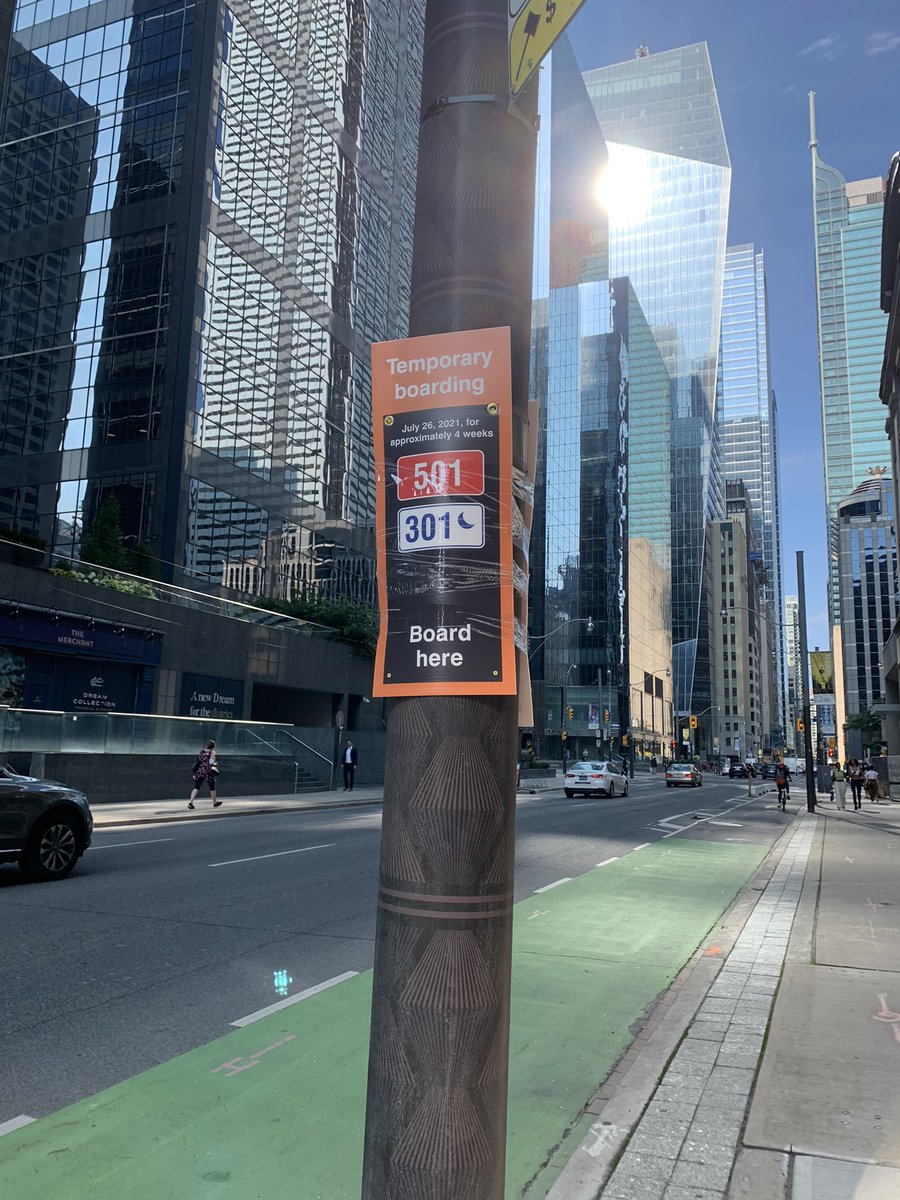 $
Temporary
boarding
July 26, 2021, for
approximately 4 weeks
501
301
Board
here
THE
MERCHANT
DREAM
COLLECTION
A new Dream
for the district